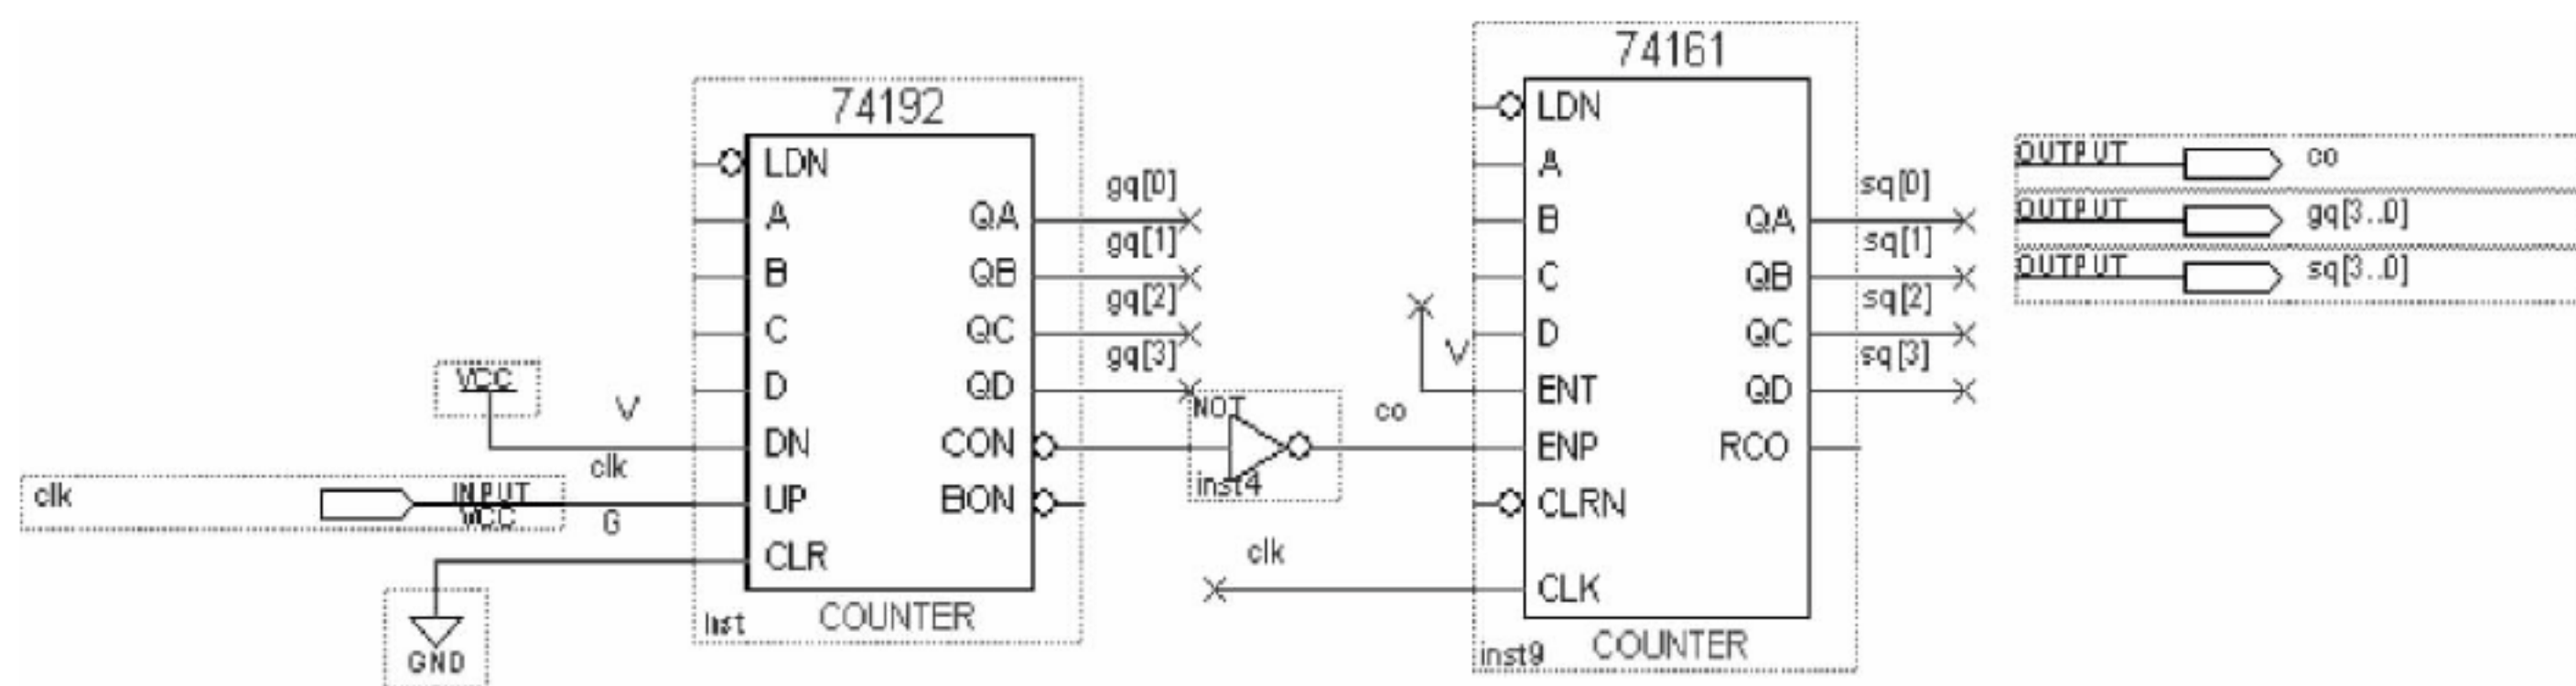 74192
LDN
A
B
C
D
DN
UP
CLR
QA
QB
QC
QD
CON
BON
COUNTER
Inst
VCC
V
clk
INPUT
VCC
clk
G
GND
gq[0]
gq[1]
gq[2]
gq[3]
NOT
inst4
co
clk
74161
LDN
A
B
C
D
V
ENT
ENP
CLRN
CLK
QA
QB
QC
QD
RCO
COUNTER
inst9
sq[0]
sq[1]
sq[2]
sq[3]
OUTPUT co
OUTPUT gq[3..0]
OUTPUT sq[3..0]